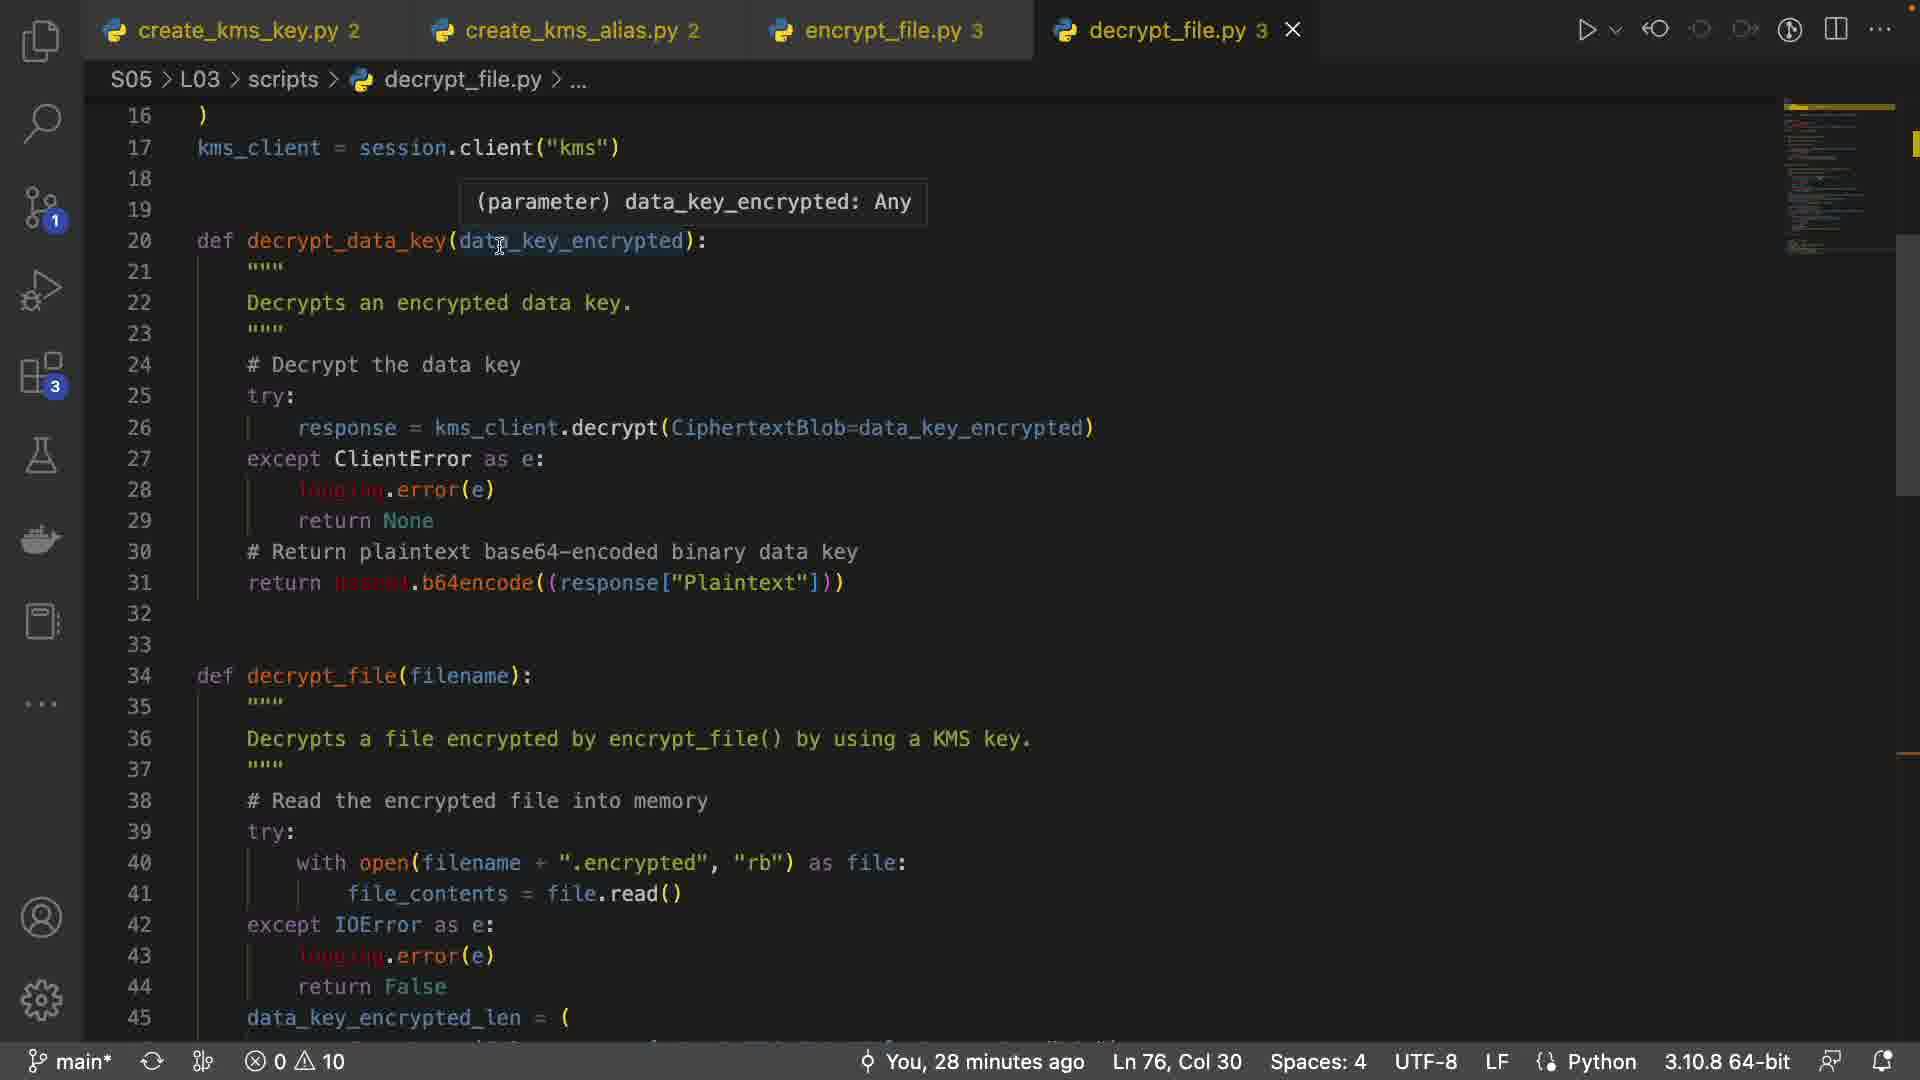 create_kms_key.py 2
create_kms_alias.py 2
encrypt_file.py 3
decrypt_file.py 3
S05 > L03 > scripts > decrypt_file.py > ...
16 )
17 kms_client = session.client("kms")
18
(parameter) data_key_encrypted: Any
19
20 def decrypt_data_key(data_key_encrypted):
21 """
22 Decrypts an encrypted data key.
23 """
24 # Decrypt the data key
25 try:
26 response = kms_client.decrypt(CiphertextBlob=data_key_encrypted)
27 except ClientError as e:
28 logging.error(e)
29 return None
30 # Return plaintext base64-encoded binary data key
31 return base64.b64encode((response["Plaintext"]))
32
33
34 def decrypt_file(filename):
35 """
36 Decrypts a file encrypted by encrypt_file() by using a KMS key.
37 """
38 # Read the encrypted file into memory
39 try:
40 with open(filename + ".encrypted", "rb") as file:
41 file_contents = file.read()
42 except IOError as e:
43 logging.error(e)
44 return False
45 data_key_encrypted_len = (
1
3
main* 0 10 You, 28 minutes ago Ln 76, Col 30 Spaces: 4 UTF-8 LF Python 3.10.8 64-bit